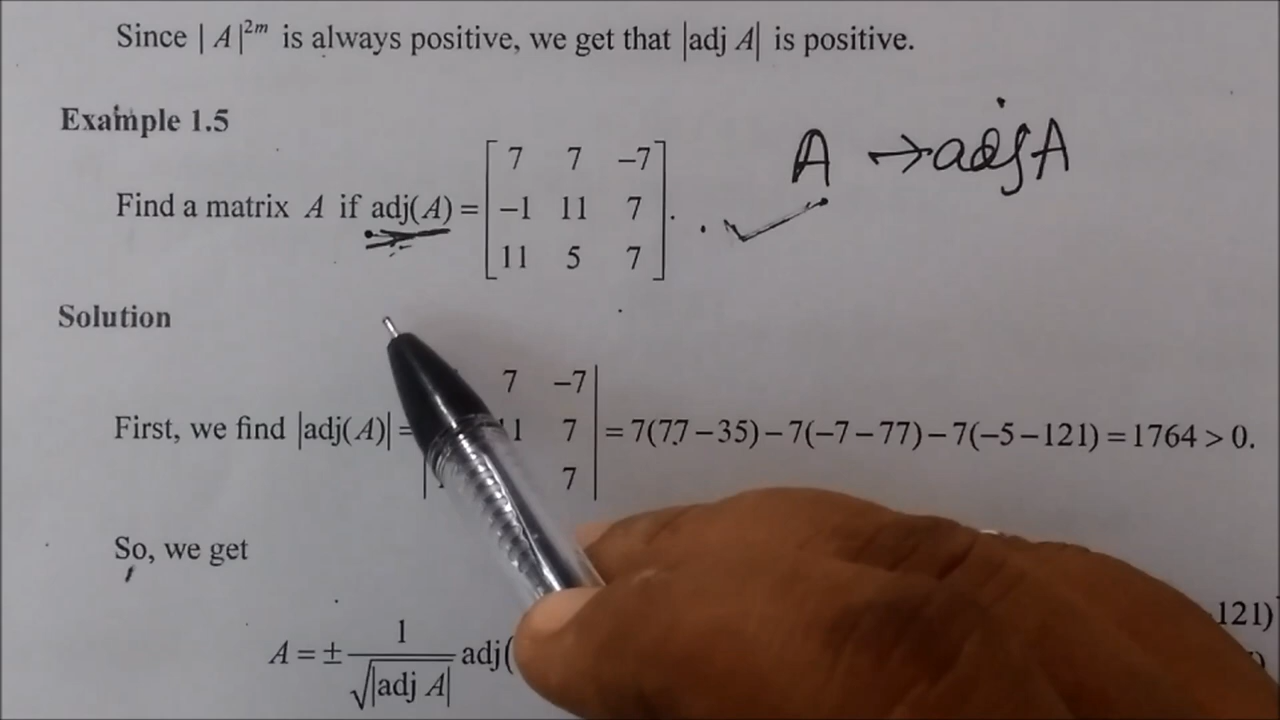 Since | A |^{2m} is always positive, we get that |adj A| is positive.
Example 1.5
Find a matrix A if adj(A) = [ 7 7 −7
−1 11 7
11 5 7 ].
A → adj A
Solution
First, we find |adj(A)| = 7 −7
1 7
7 | = 7(77 − 35) − 7(−7 − 77) − 7(−5 − 121) = 1764 > 0.
So, we get
121)
A = ± 1 / √|adj A| adj(